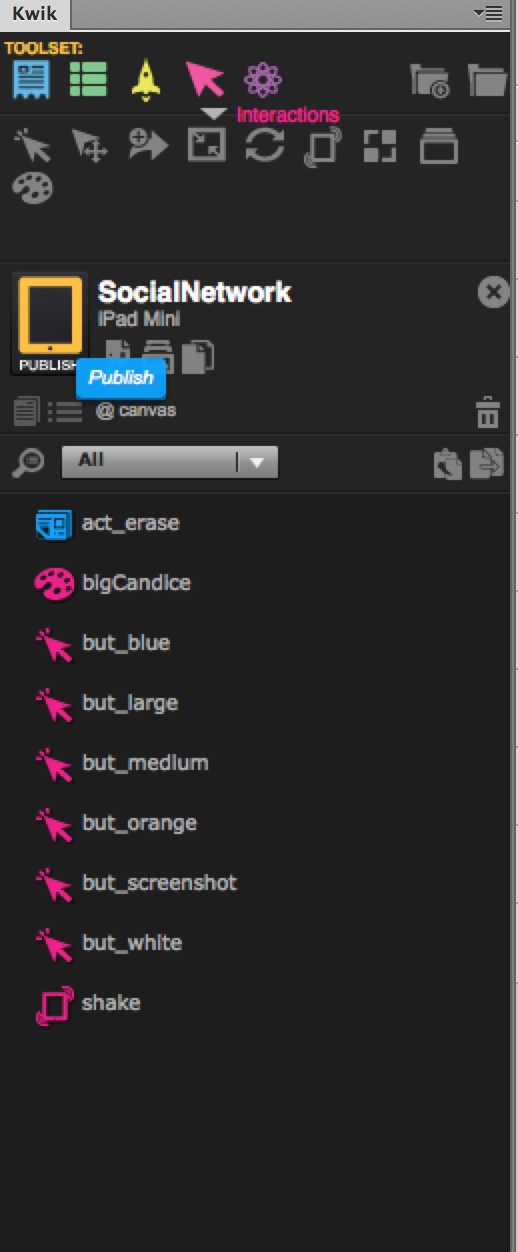 Kwik
TOOLSET:
Interactions
SocialNetwork
iPad Mini
PUBLISH
Publish
@ canvas
All
act_erase
bigCandice
but_blue
but_large
but_medium
but_orange
but_screenshot
but_white
shake